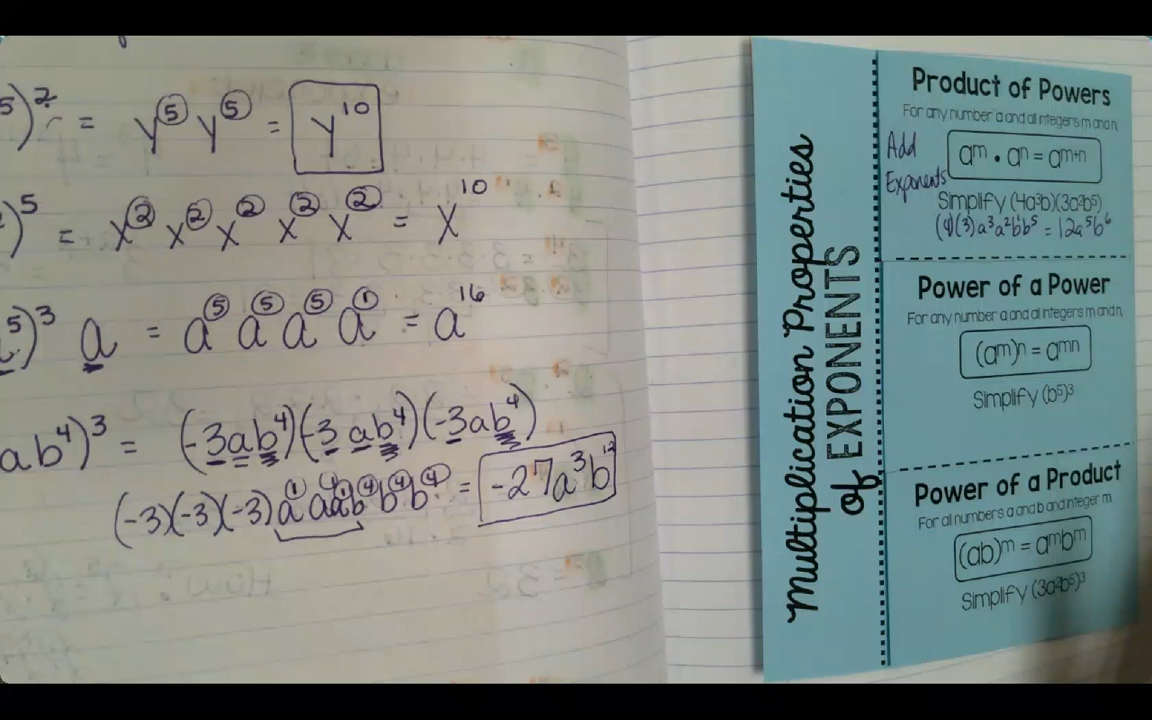 5)² = y⁵ y⁵ = y¹⁰
²)⁵ = x² x² x² x² x² = x¹⁰
⁵)³ a = a⁵ a⁵ a⁵ a¹ = a¹⁶
ab⁴)³ = (-3ab⁴)(-3ab⁴)(-3ab⁴)
(-3)(-3)(-3) a¹ a¹ a¹ b⁴ b⁴ b⁴ = -27a³b¹²
Multiplication Properties
of EXPONENTS
Product of Powers
For any number a and all integers m and n,
Add
Exponents
aᵐ • aⁿ = aᵐ⁺ⁿ
Simplify (4a³b)(3a²b⁵)
(4)(3)a³a²b¹b⁵ = 12a⁵b⁶
Power of a Power
For any number a and all integers m and n,
(aᵐ)ⁿ = aᵐⁿ
Simplify (b⁵)³
Power of a Product
For all numbers a and b and integer m,
(ab)ᵐ = aᵐbᵐ
Simplify (3a²b⁵)³